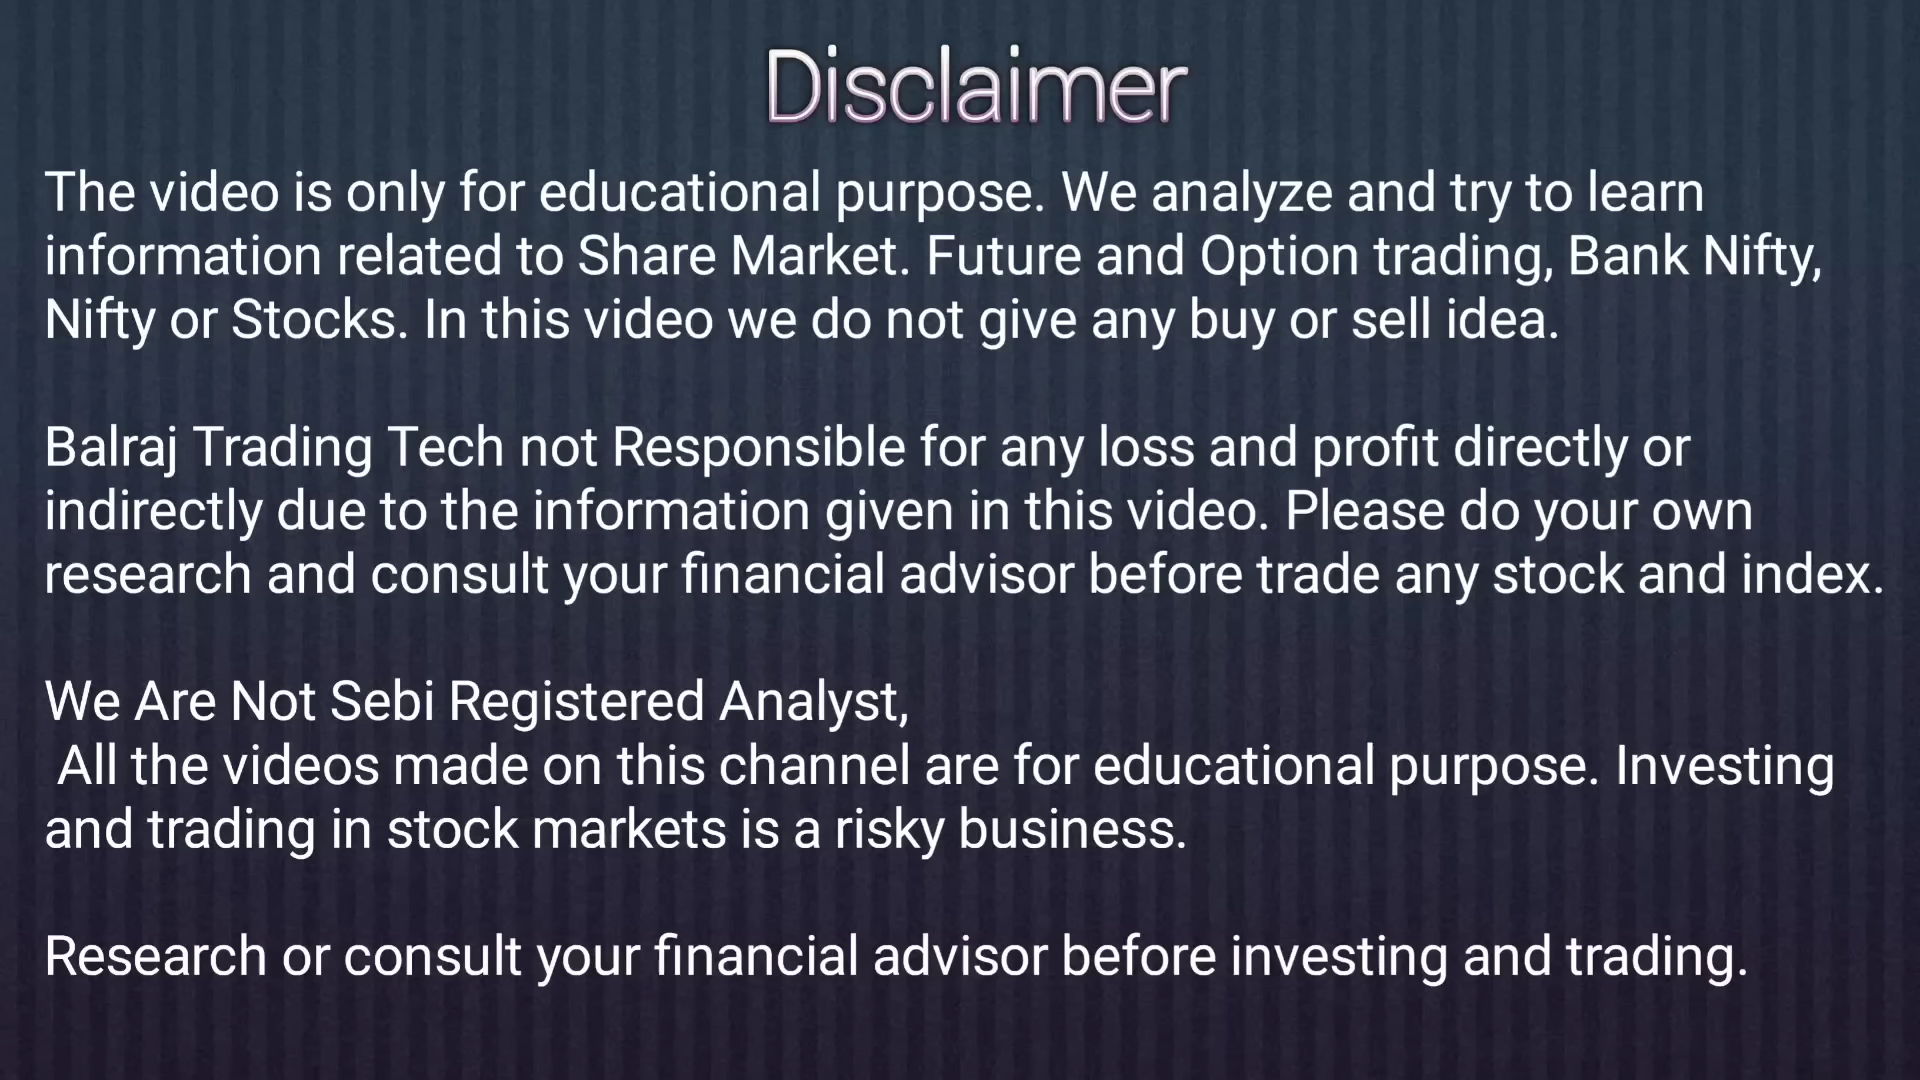 Disclaimer
The video is only for educational purpose. We analyze and try to learn
information related to Share Market. Future and Option trading, Bank Nifty,
Nifty or Stocks. In this video we do not give any buy or sell idea.
Balraj Trading Tech not Responsible for any loss and profit directly or
indirectly due to the information given in this video. Please do your own
research and consult your financial advisor before trade any stock and index.
We Are Not Sebi Registered Analyst,
All the videos made on this channel are for educational purpose. Investing
and trading in stock markets is a risky business.
Research or consult your financial advisor before investing and trading.